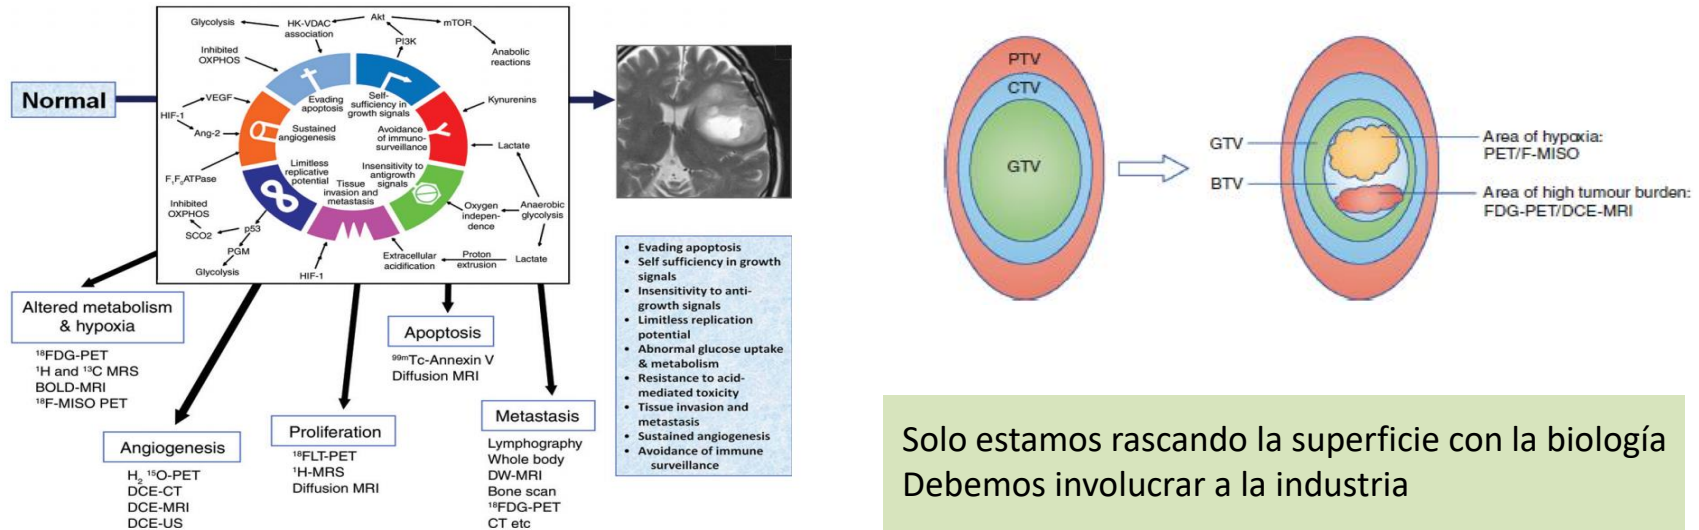 Normal
Glycolysis
HK-VDAC
association
Akt
mTOR
PI3K
Anabolic
reactions
Inhibited
OXPHOS
VEGF
HIF-1
Ang-2
F₁F₀ATPase
Kynurenins
Lactate
Evading
apoptosis
Self-
sufficiency in
growth signals
Sustained
angiogenesis
Avoidance
of immuno-
surveillance
Limitless
replicative
potential
Insensitivity to
antigrowth
signals
Tissue
invasion and
metastasis
Inhibited
OXPHOS
SCO2
p53
PGM
Glycolysis
HIF-1
Extracellular
acidification
Proton
extrusion
Lactate
Oxygen
indepen-
dence
Anaerobic
glycolysis
Altered metabolism
& hypoxia
¹⁸FDG-PET
¹H and ¹³C MRS
BOLD-MRI
¹⁸F-MISO PET
Angiogenesis
H₂ ¹⁵O-PET
DCE-CT
DCE-MRI
DCE-US
Proliferation
¹⁸FLT-PET
¹H-MRS
Diffusion MRI
Apoptosis
⁹⁹ᵐTc-Annexin V
Diffusion MRI
Metastasis
Lymphography
Whole body
DW-MRI
Bone scan
¹⁸FDG-PET
CT etc
• Evading apoptosis
• Self sufficiency in growth
signals
• Insensitivity to anti-
growth signals
• Limitless replication
potential
• Abnormal glucose uptake
& metabolism
• Resistance to acid-
mediated toxicity
• Tissue invasion and
metastasis
• Sustained angiogenesis
• Avoidance of immune
surveillance
PTV
CTV
GTV
GTV
BTV
Area of hypoxia:
PET/F-MISO
Area of high tumour burden:
FDG-PET/DCE-MRI
Solo estamos rascando la superficie con la biología
Debemos involucrar a la industria